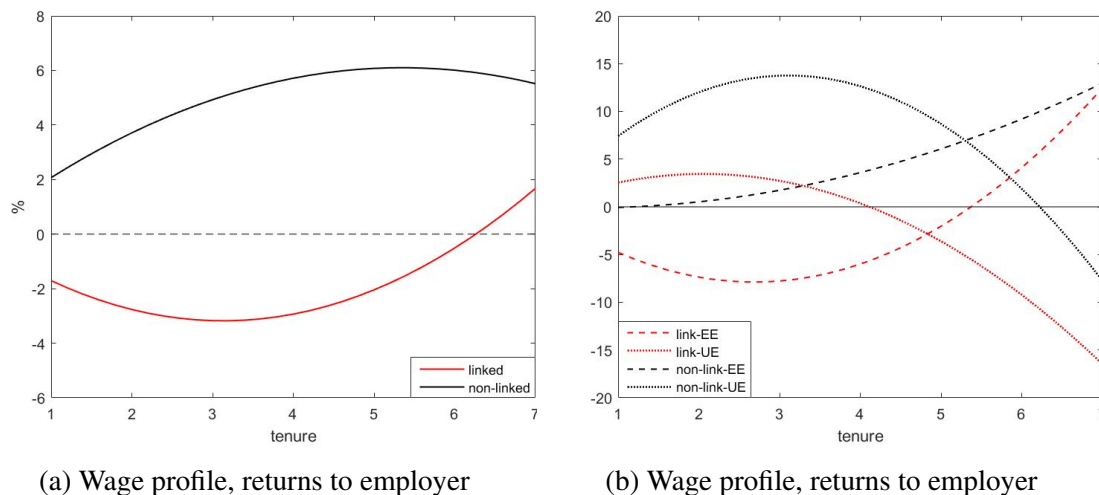 8
6
4
2
0
-2
-4
-6
%
1 2 3 4 5 6 7
tenure
linked
non-linked
(a) Wage profile, returns to employer
20
15
10
5
0
-5
-10
-15
-20
1 2 3 4 5 6
tenure
link-EE
link-UE
non-link-EE
non-link-UE
(b) Wage profile, returns to employer